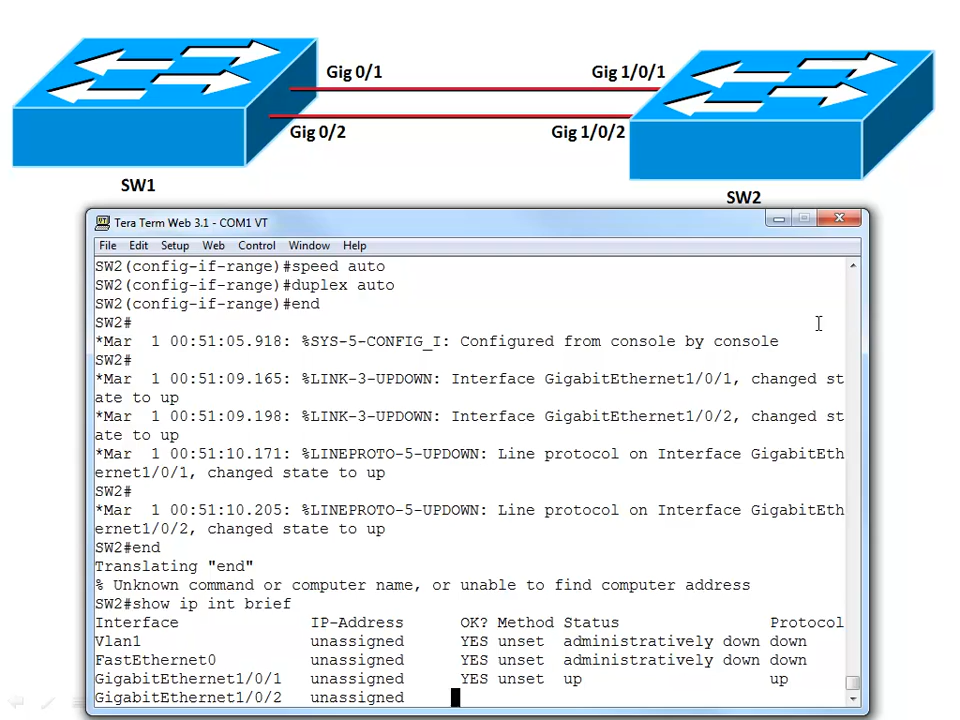 Gig 0/1
Gig 1/0/1
Gig 0/2
Gig 1/0/2
SW1
SW2
Tera Term Web 3.1 - COM1 VT
File Edit Setup Web Control Window Help
SW2(config-if-range)#speed auto
SW2(config-if-range)#duplex auto
SW2(config-if-range)#end
SW2#
*Mar  1 00:51:05.918: %SYS-5-CONFIG_I: Configured from console by console
SW2#
*Mar  1 00:51:09.165: %LINK-3-UPDOWN: Interface GigabitEthernet1/0/1, changed st
ate to up
*Mar  1 00:51:09.198: %LINK-3-UPDOWN: Interface GigabitEthernet1/0/2, changed st
ate to up
*Mar  1 00:51:10.171: %LINEPROTO-5-UPDOWN: Line protocol on Interface GigabitEth
ernet1/0/1, changed state to up
SW2#
*Mar  1 00:51:10.205: %LINEPROTO-5-UPDOWN: Line protocol on Interface GigabitEth
ernet1/0/2, changed state to up
SW2#end
Translating "end"
% Unknown command or computer name, or unable to find computer address
SW2#show ip int brief
Interface              IP-Address      OK? Method Status                Protocol
Vlan1                  unassigned      YES unset  administratively down down
FastEthernet0          unassigned      YES unset  administratively down down
GigabitEthernet1/0/1   unassigned      YES unset  up                    up
GigabitEthernet1/0/2   unassigned